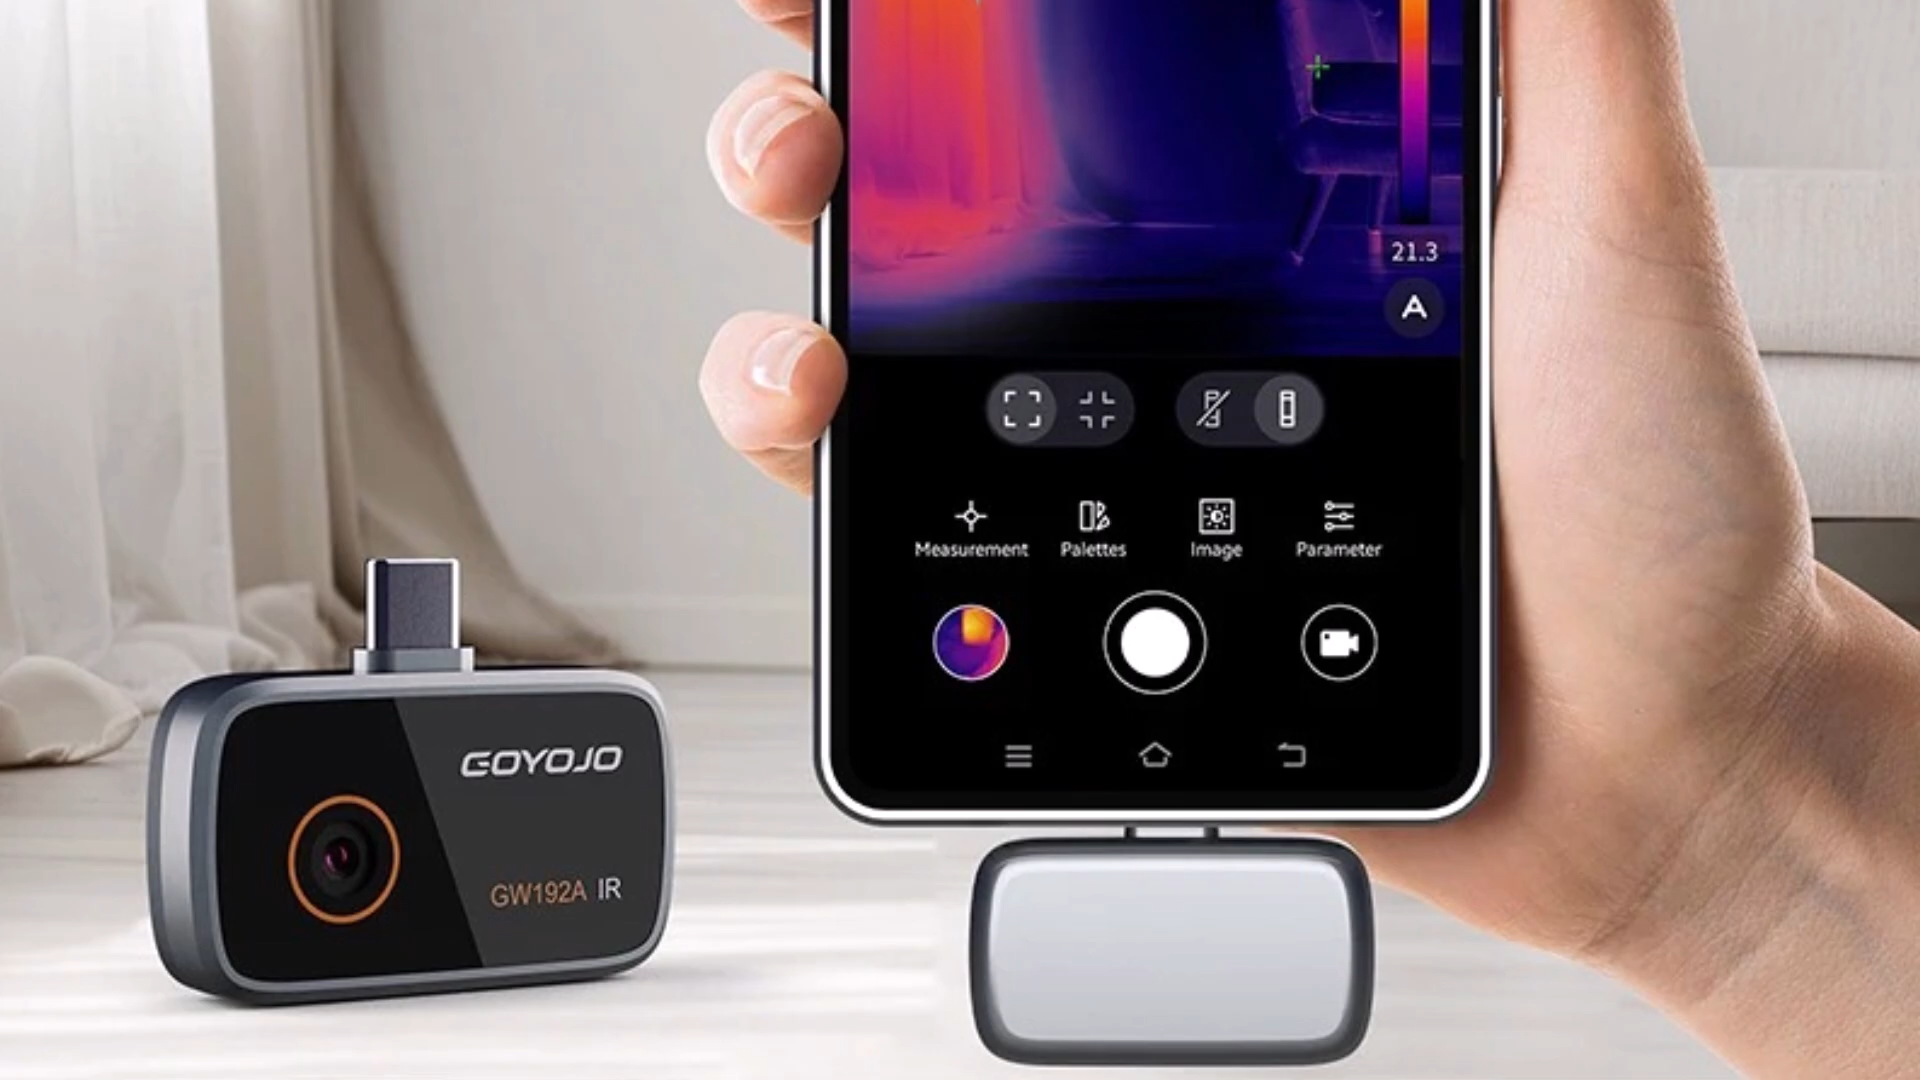 21.3
A
Measurement
Palettes
Image
Parameter
GOYOJO
GW192A IR